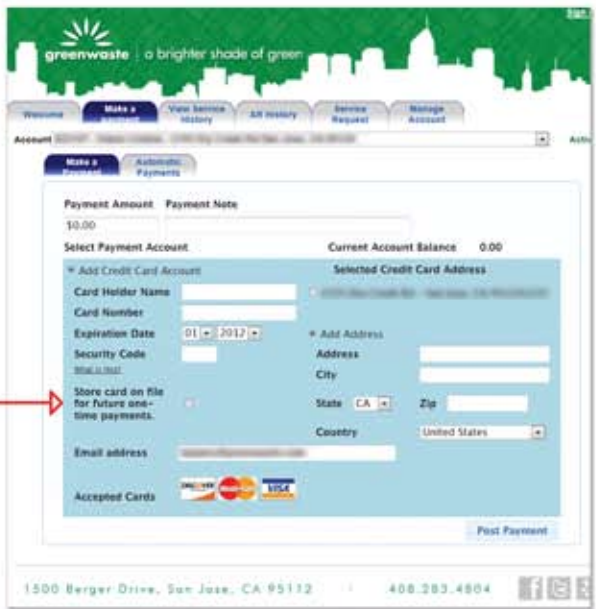 Sign
greenwaste a brighter shade of green
Welcome
Make a Payment
View Service History
AR History
Service Request
Manage Account
Account
Make a Payment
Automatic Payments
Payment Amount Payment Note
$0.00
Select Payment Account Current Account Balance 0.00
Add Credit Card Account Selected Credit Card Address
Card Holder Name
Card Number
Expiration Date 01 2012 Add Address
Security Code Address
What is this?
City
Store card on file
for future one-
time payments.
State CA Zip
Country United States
Email address
Accepted Cards DISCOVER MasterCard VISA
Post Payment
1500 Berger Drive, San Jose, CA 95112 408.283.4804